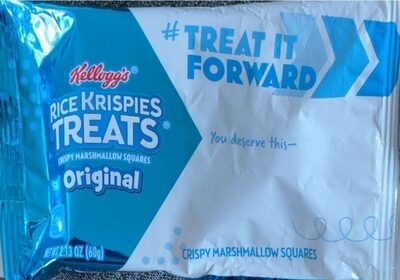 Kellogg's®
RICE KRISPIES
TREATS®
CRISPY MARSHMALLOW SQUARES
Original
NET WT. 2.13 OZ (60g)
#TREAT IT
FORWARD
You deserve this—
CRISPY MARSHMALLOW SQUARES